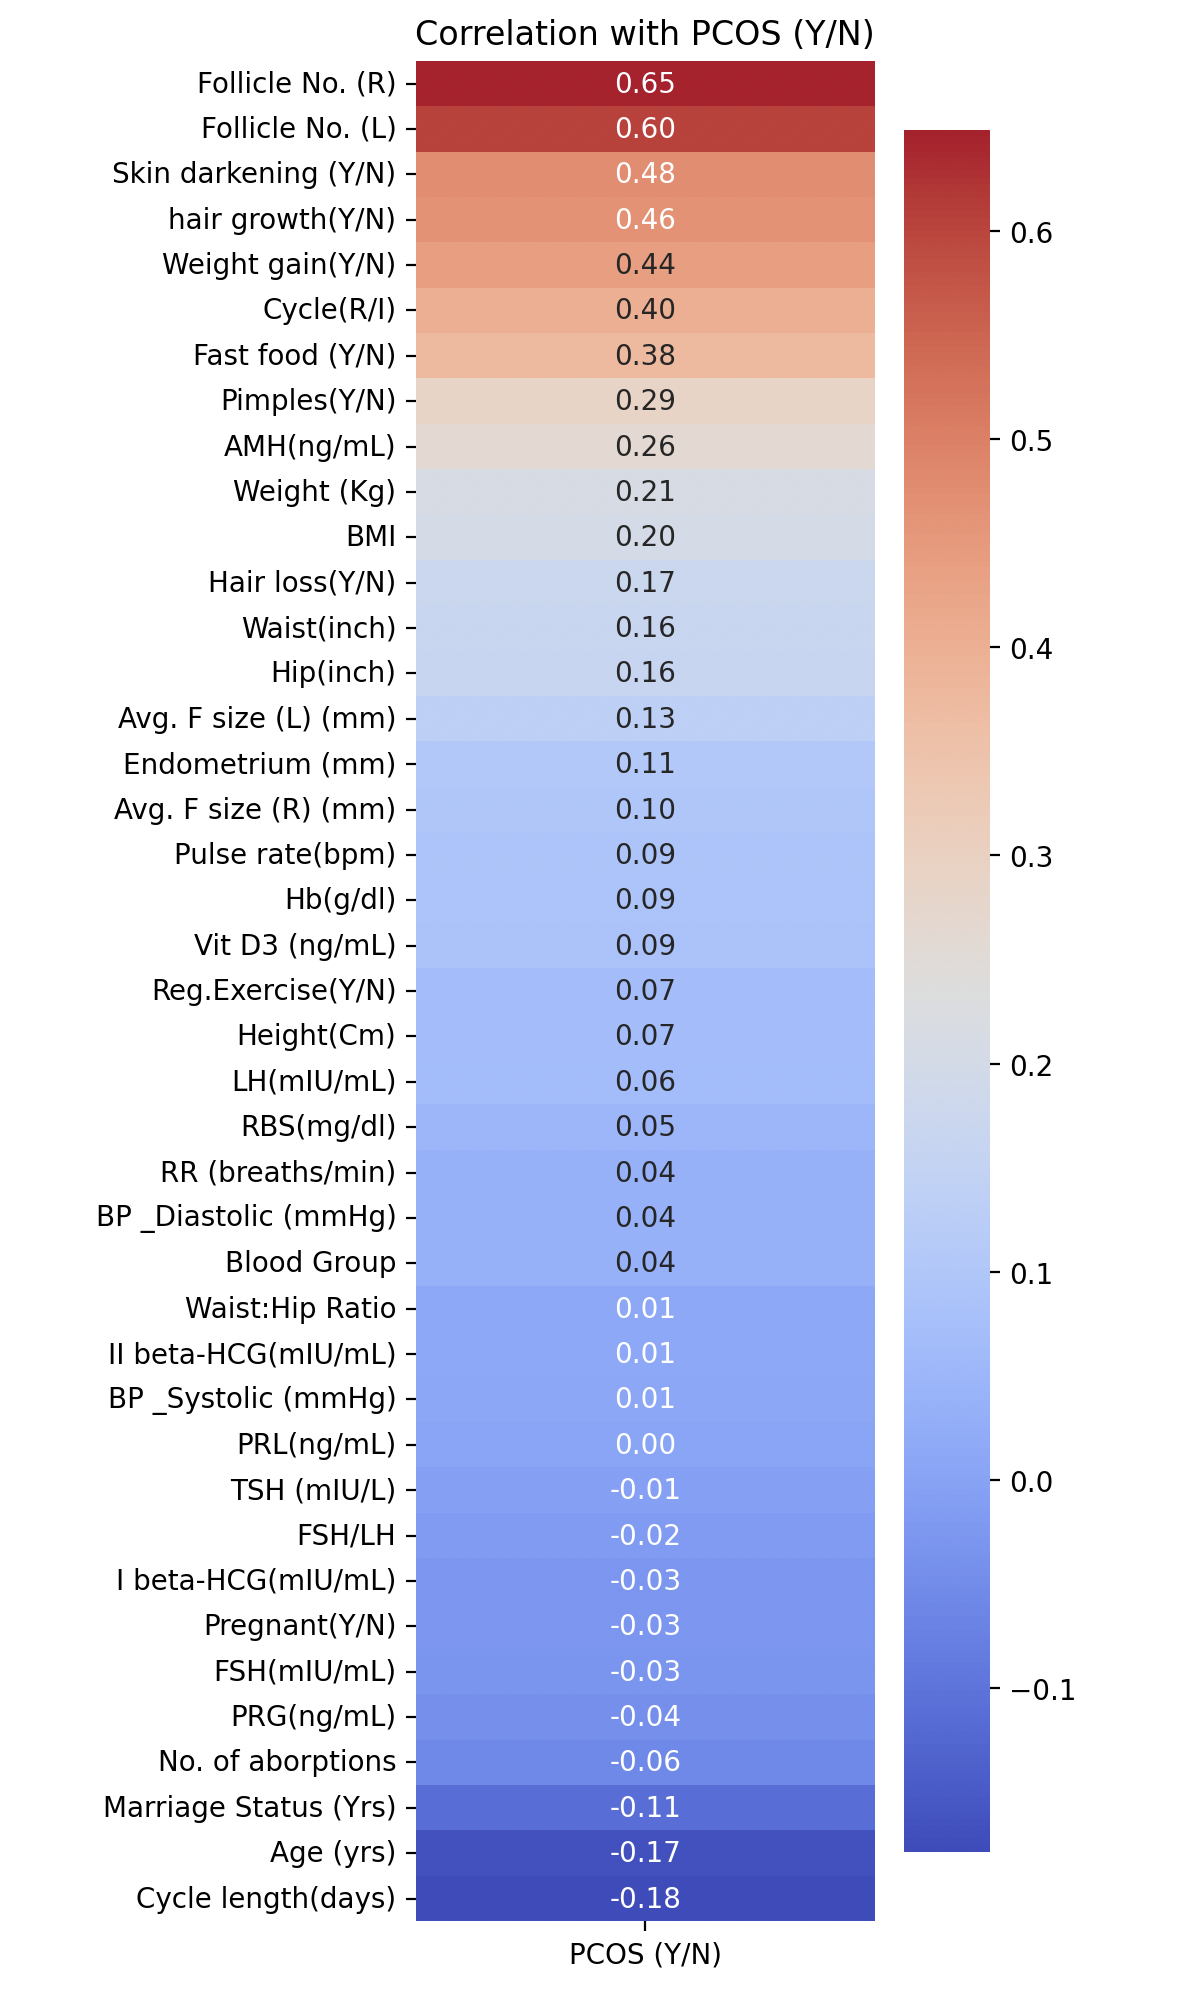 Correlation with PCOS (Y/N)
Follicle No. (R) 0.65
Follicle No. (L) 0.60
Skin darkening (Y/N) 0.48
hair growth(Y/N) 0.46
Weight gain(Y/N) 0.44
Cycle(R/I) 0.40
Fast food (Y/N) 0.38
Pimples(Y/N) 0.29
AMH(ng/mL) 0.26
Weight (Kg) 0.21
BMI 0.20
Hair loss(Y/N) 0.17
Waist(inch) 0.16
Hip(inch) 0.16
Avg. F size (L) (mm) 0.13
Endometrium (mm) 0.11
Avg. F size (R) (mm) 0.10
Pulse rate(bpm) 0.09
Hb(g/dl) 0.09
Vit D3 (ng/mL) 0.09
Reg.Exercise(Y/N) 0.07
Height(Cm) 0.07
LH(mIU/mL) 0.06
RBS(mg/dl) 0.05
RR (breaths/min) 0.04
BP _Diastolic (mmHg) 0.04
Blood Group 0.04
Waist:Hip Ratio 0.01
II beta-HCG(mIU/mL) 0.01
BP _Systolic (mmHg) 0.01
PRL(ng/mL) 0.00
TSH (mIU/L) -0.01
FSH/LH -0.02
I beta-HCG(mIU/mL) -0.03
Pregnant(Y/N) -0.03
FSH(mIU/mL) -0.03
PRG(ng/mL) -0.04
No. of aborptions -0.06
Marriage Status (Yrs) -0.11
Age (yrs) -0.17
Cycle length(days) -0.18
PCOS (Y/N)
0.6
0.5
0.4
0.3
0.2
0.1
0.0
−0.1